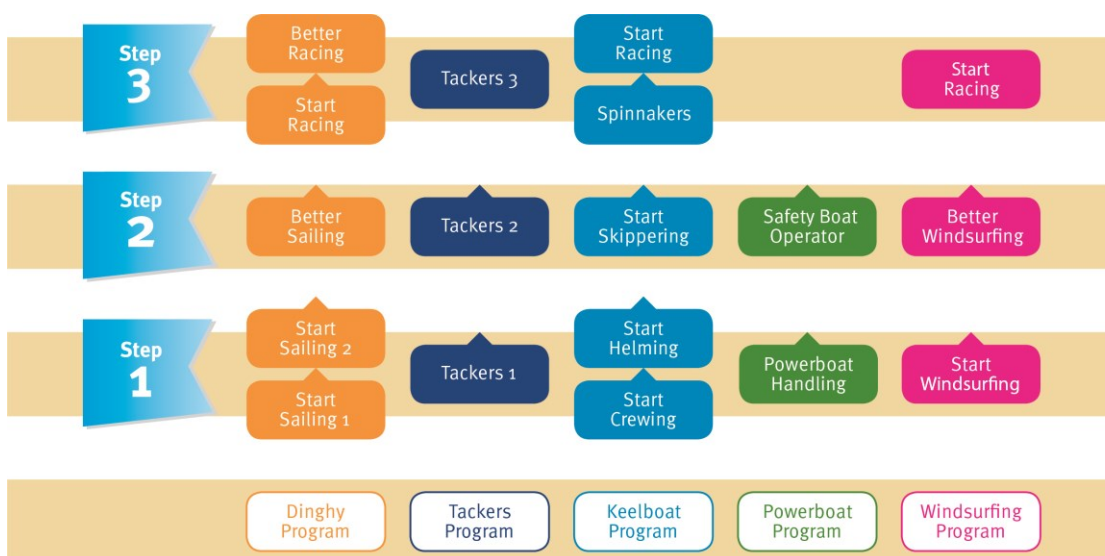 Step
3
Better
Racing
Start
Racing
Tackers 3
Start
Racing
Spinnakers
Start
Racing
Step
2
Better
Sailing
Tackers 2
Start
Skippering
Safety Boat
Operator
Better
Windsurfing
Step
1
Start
Sailing 2
Start
Sailing 1
Tackers 1
Start
Helming
Start
Crewing
Powerboat
Handling
Start
Windsurfing
Dinghy
Program
Tackers
Program
Keelboat
Program
Powerboat
Program
Windsurfing
Program